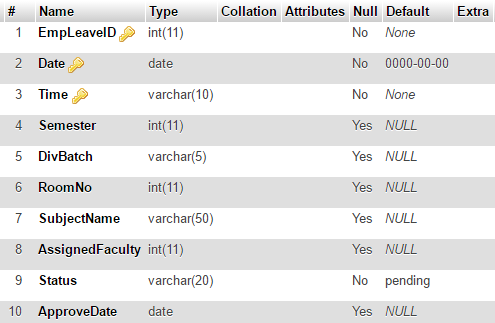 # Name Type Collation Attributes Null Default Extra
1 EmpLeaveID int(11) No None
2 Date date No 0000-00-00
3 Time varchar(10) No None
4 Semester int(11) Yes NULL
5 DivBatch varchar(5) Yes NULL
6 RoomNo int(11) Yes NULL
7 SubjectName varchar(50) Yes NULL
8 AssignedFaculty int(11) Yes NULL
9 Status varchar(20) No pending
10 ApproveDate date Yes NULL